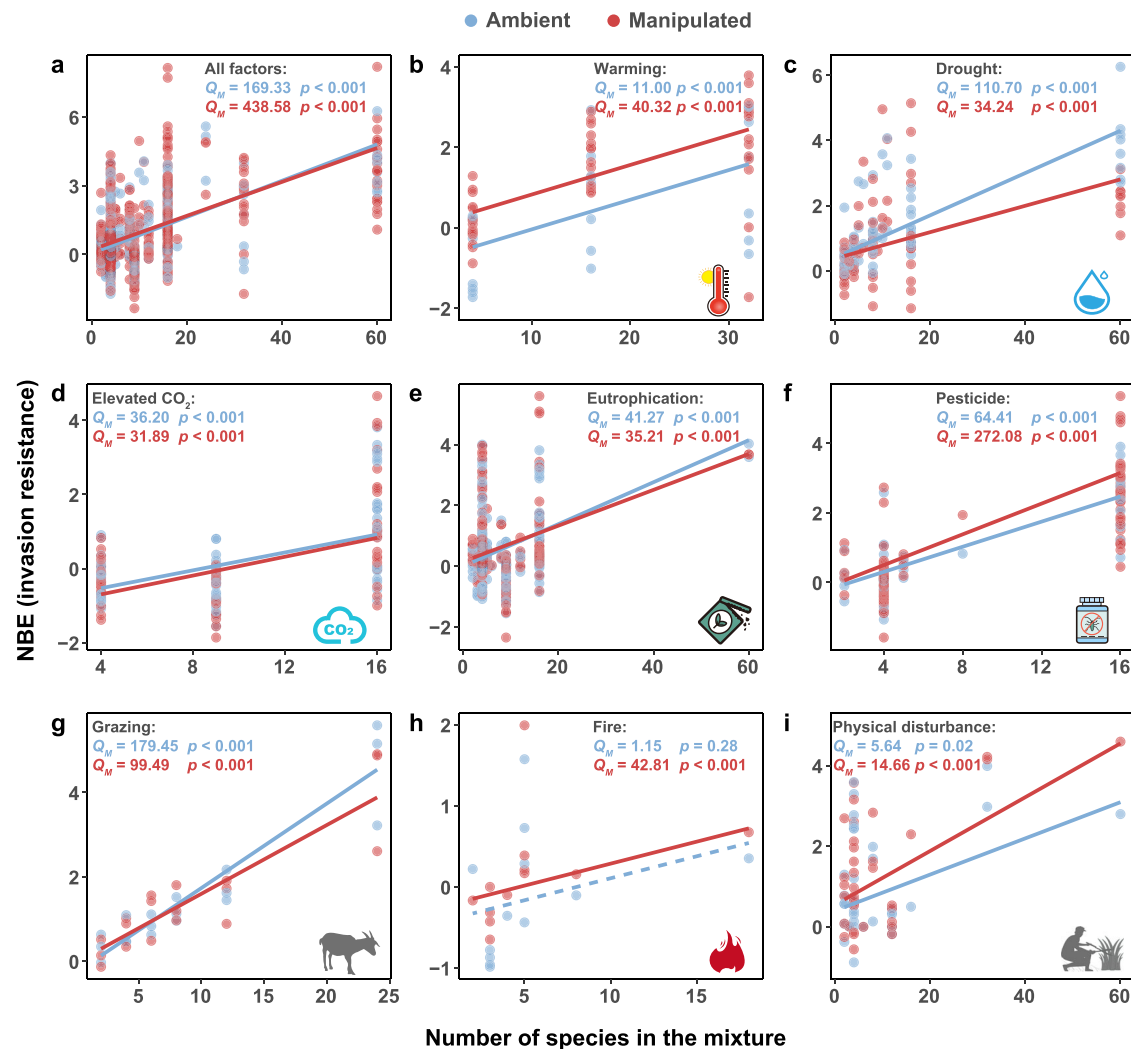 Ambient Manipulated
a
All factors:
QM = 169.33 p < 0.001
QM = 438.58 p < 0.001
6
3
0
0 20 40 60
b
Warming:
QM = 11.00 p < 0.001
QM = 40.32 p < 0.001
4
2
0
−2
10 20 30
c
Drought:
QM = 110.70 p < 0.001
QM = 34.24 p < 0.001
6
4
2
0
0 20 40 60
NBE (invasion resistance)
d
Elevated CO2:
QM = 36.20 p < 0.001
QM = 31.89 p < 0.001
4
2
0
−2
4 8 12 16
CO2
e
Eutrophication:
QM = 41.27 p < 0.001
QM = 35.21 p < 0.001
4
2
0
−2
0 20 40 60
f
Pesticide:
QM = 64.41 p < 0.001
QM = 272.08 p < 0.001
4
2
0
4 8 12 16
g
Grazing:
QM = 179.45 p < 0.001
QM = 99.49 p < 0.001
4
2
0
5 10 15 20 25
h
Fire:
QM = 1.15 p = 0.28
QM = 42.81 p < 0.001
2
1
0
−1
5 10 15
i
Physical disturbance:
QM = 5.64 p = 0.02
QM = 14.66 p < 0.001
4
2
0
0 20 40 60
Number of species in the mixture